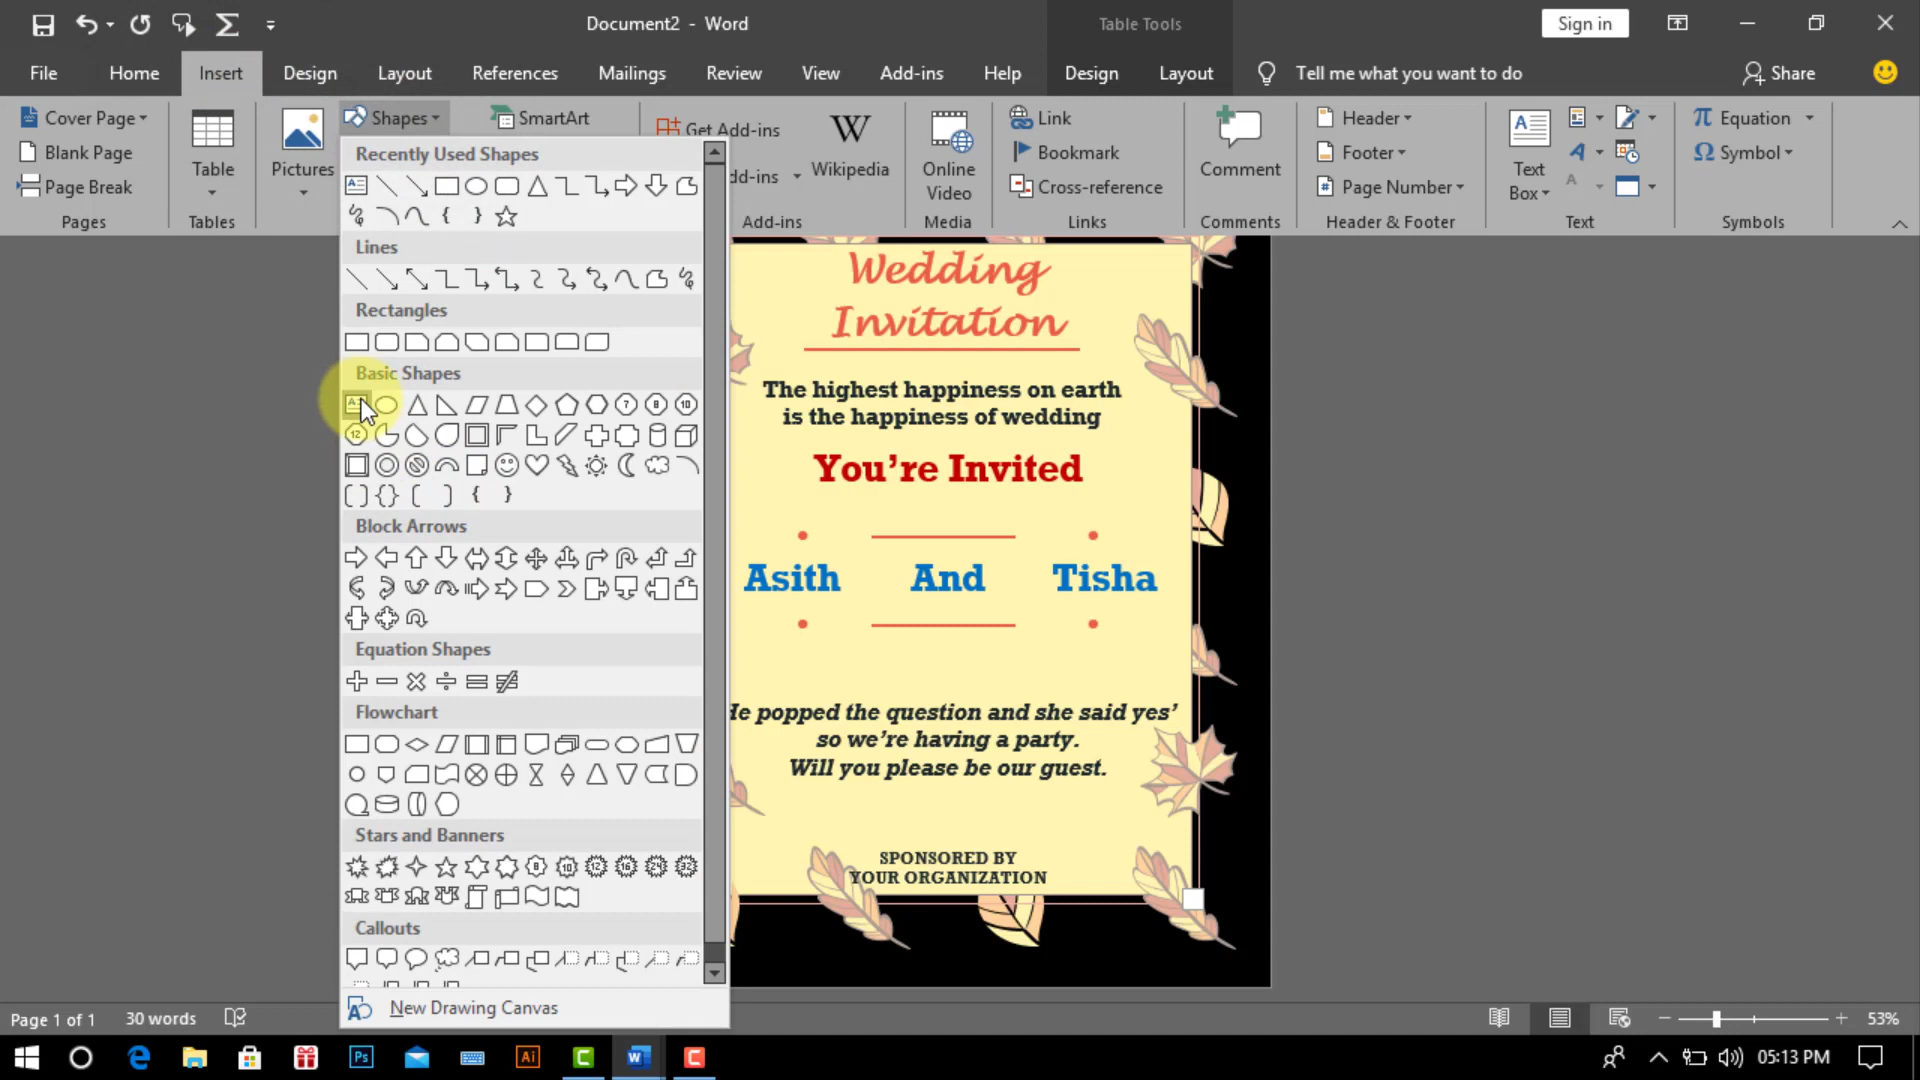 Document2 - Word
Table Tools
Sign in
File
Home
Insert
Design
Layout
References
Mailings
Review
View
Add-ins
Help
Design
Layout
Tell me what you want to do
Share
Cover Page
Blank Page
Page Break
Pages
Table
Tables
Pictures
Shapes
SmartArt
Get Add-ins
dd-ins
Wikipedia
Add-ins
Online
Video
Media
Link
Bookmark
Cross-reference
Links
Comment
Comments
Header
Footer
Page Number
Header & Footer
Text
Box
Text
Equation
Symbol
Symbols
Recently Used Shapes
Lines
Rectangles
Basic Shapes
Block Arrows
Equation Shapes
Flowchart
Stars and Banners
Callouts
New Drawing Canvas
Wedding
Invitation
The highest happiness on earth
is the happiness of wedding
You're Invited
Asith And Tisha
He popped the question and she said yes'
so we're having a party.
Will you please be our guest.
SPONSORED BY
YOUR ORGANIZATION
Page 1 of 1
30 words
53%
05:13 PM